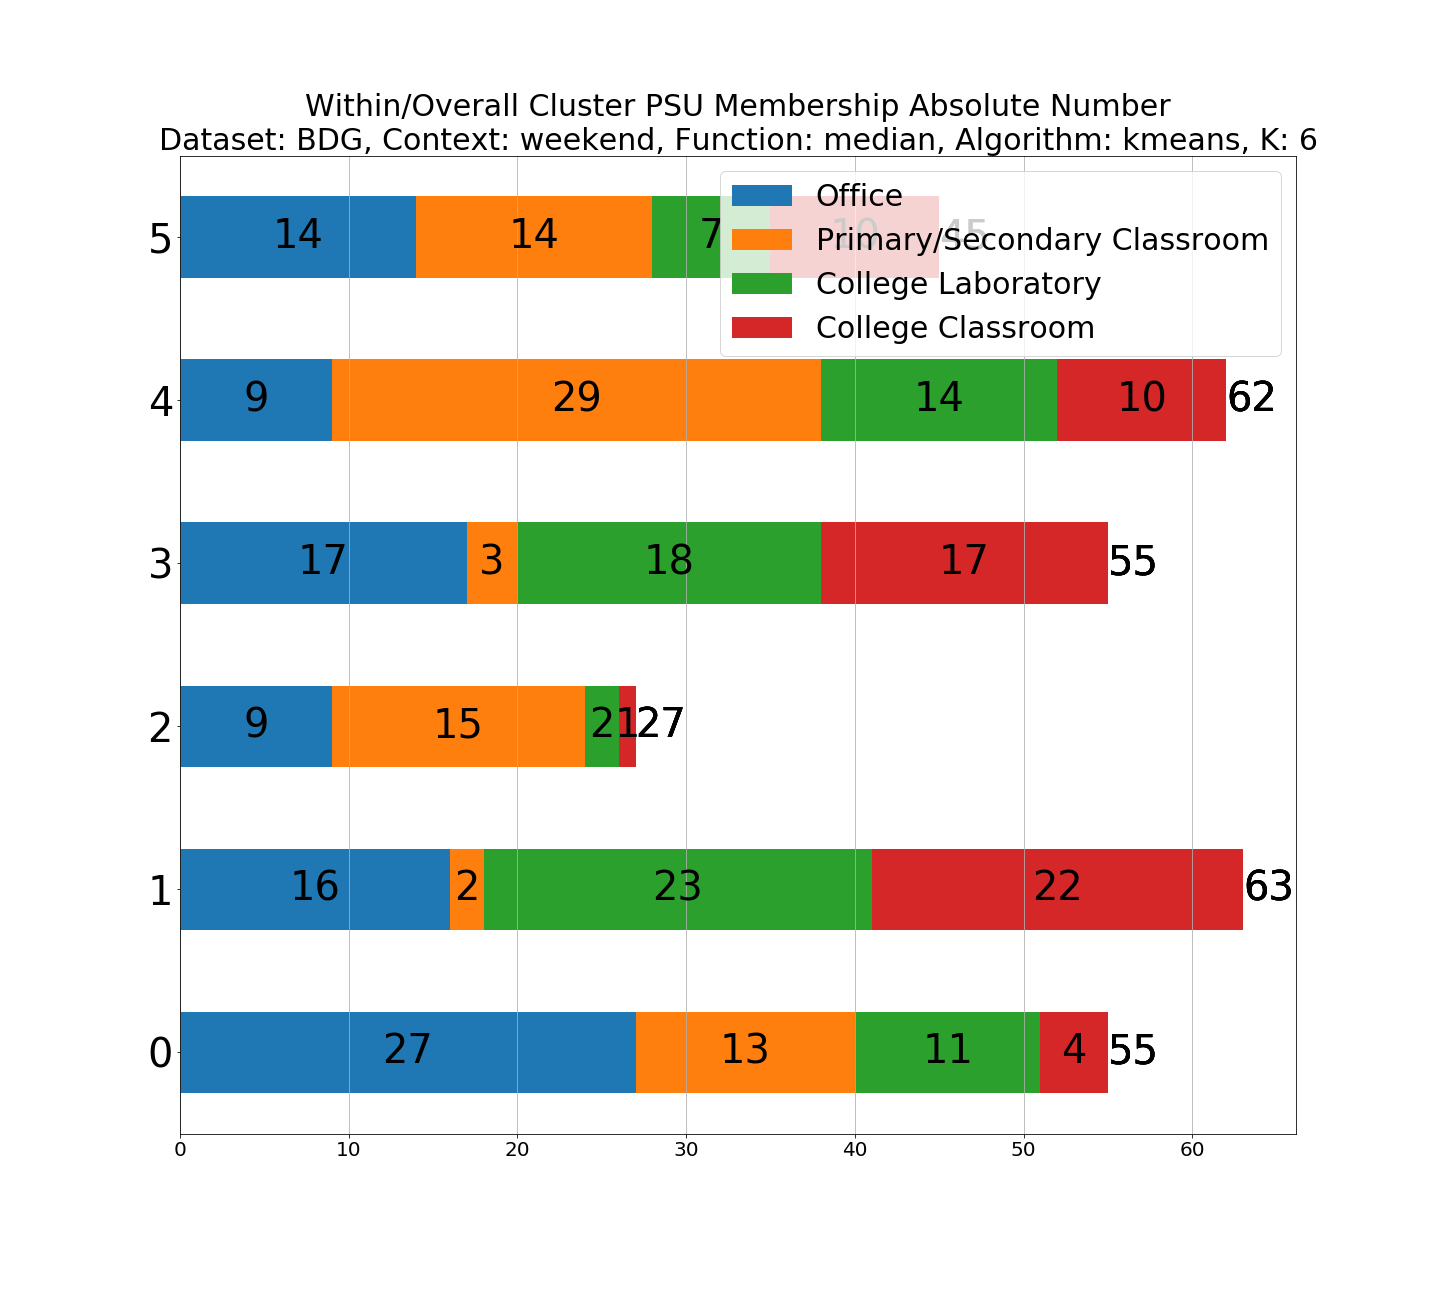 Within/Overall Cluster PSU Membership Absolute Number
Dataset: BDG, Context: weekend, Function: median, Algorithm: kmeans, K: 6
Office
Primary/Secondary Classroom
College Laboratory
College Classroom
5 14 14 7 10 45
4 9 29 14 10 62
3 17 3 18 17 55
2 9 15 2 1 27
1 16 2 23 22 63
0 27 13 11 4 55
0 10 20 30 40 50 60